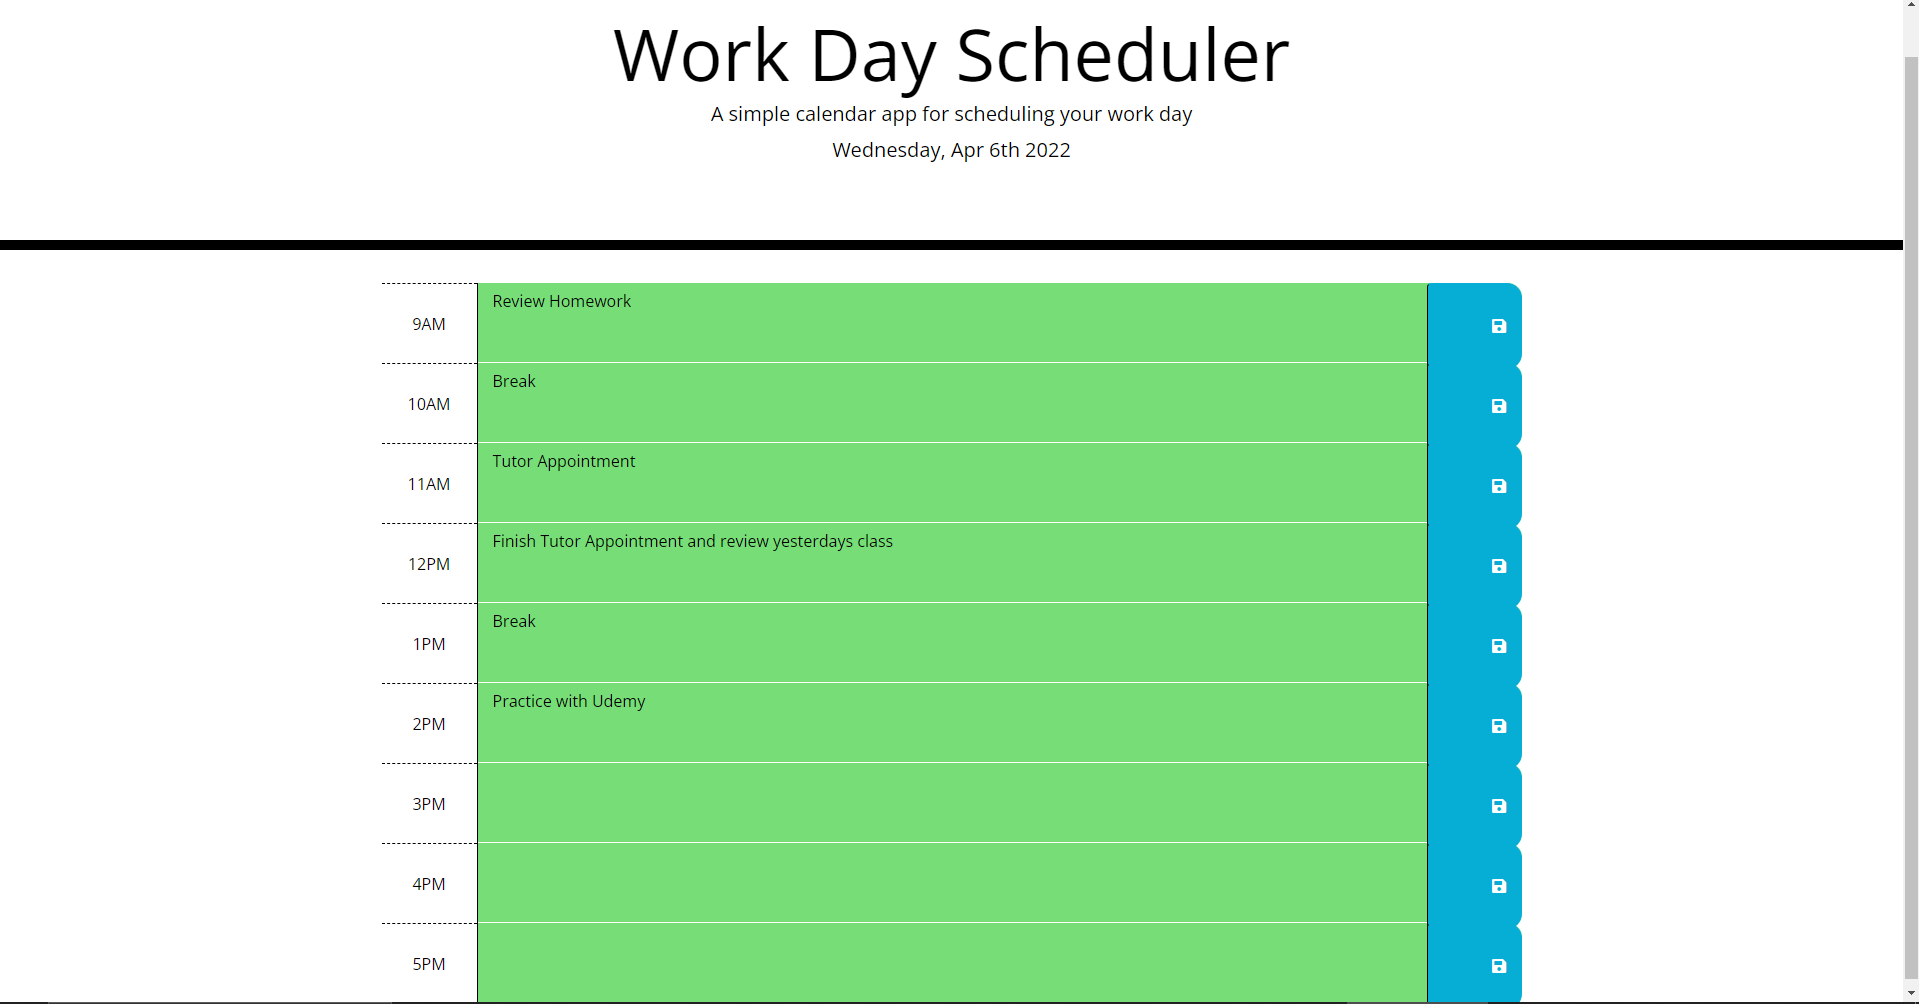 Work Day Scheduler
A simple calendar app for scheduling your work day
Wednesday, Apr 6th 2022
9AM
Review Homework
10AM
Break
11AM
Tutor Appointment
12PM
Finish Tutor Appointment and review yesterdays class
1PM
Break
2PM
Practice with Udemy
3PM
4PM
5PM